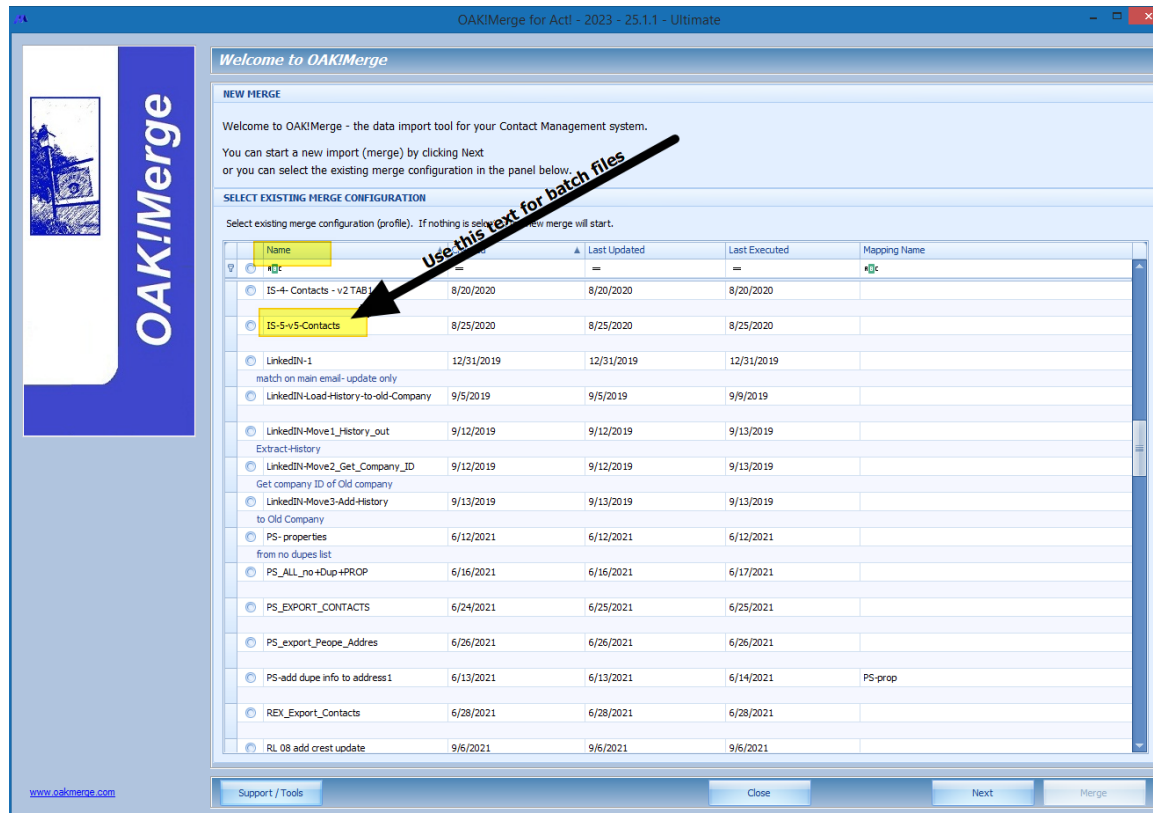 OAK!Merge for Act! - 2023 - 25.1.1 - Ultimate
OAK!Merge
Welcome to OAK!Merge
NEW MERGE
Welcome to OAK!Merge - the data import tool for your Contact Management system.
You can start a new import (merge) by clicking Next
or you can select the existing merge configuration in the panel below.
Use this text for batch files
SELECT EXISTING MERGE CONFIGURATION
Select existing merge configuration (profile). If nothing is new merge will start.
Name Last Updated Last Executed Mapping Name
IS-4- Contacts - v2 TAB1 8/20/2020 8/20/2020 8/20/2020
IS-5-v5-Contacts 8/25/2020 8/25/2020 8/25/2020
LinkedIN-1 12/31/2019 12/31/2019 12/31/2019
match on main email- update only
LinkedIN-Load-History-to-old-Company 9/5/2019 9/5/2019 9/9/2019
LinkedIN-Move1_History_out 9/12/2019 9/12/2019 9/13/2019
Extract-History
LinkedIN-Move2_Get_Company_ID 9/12/2019 9/12/2019 9/13/2019
Get company ID of Old company
LinkedIN-Move3-Add-History 9/13/2019 9/13/2019 9/13/2019
to Old Company
PS- properties 6/12/2021 6/12/2021 6/12/2021
from no dupes list
PS_ALL_no+Dup+PROP 6/16/2021 6/16/2021 6/17/2021
PS_EXPORT_CONTACTS 6/24/2021 6/25/2021 6/25/2021
PS_export_Peope_Addres 6/26/2021 6/26/2021 6/26/2021
PS-add dupe info to address1 6/13/2021 6/13/2021 6/14/2021 PS-prop
REX_Export_Contacts 6/28/2021 6/28/2021 6/28/2021
RL 08 add crest update 9/6/2021 9/6/2021 9/6/2021
www.oakmerge.com
Support / Tools Close Next Merge